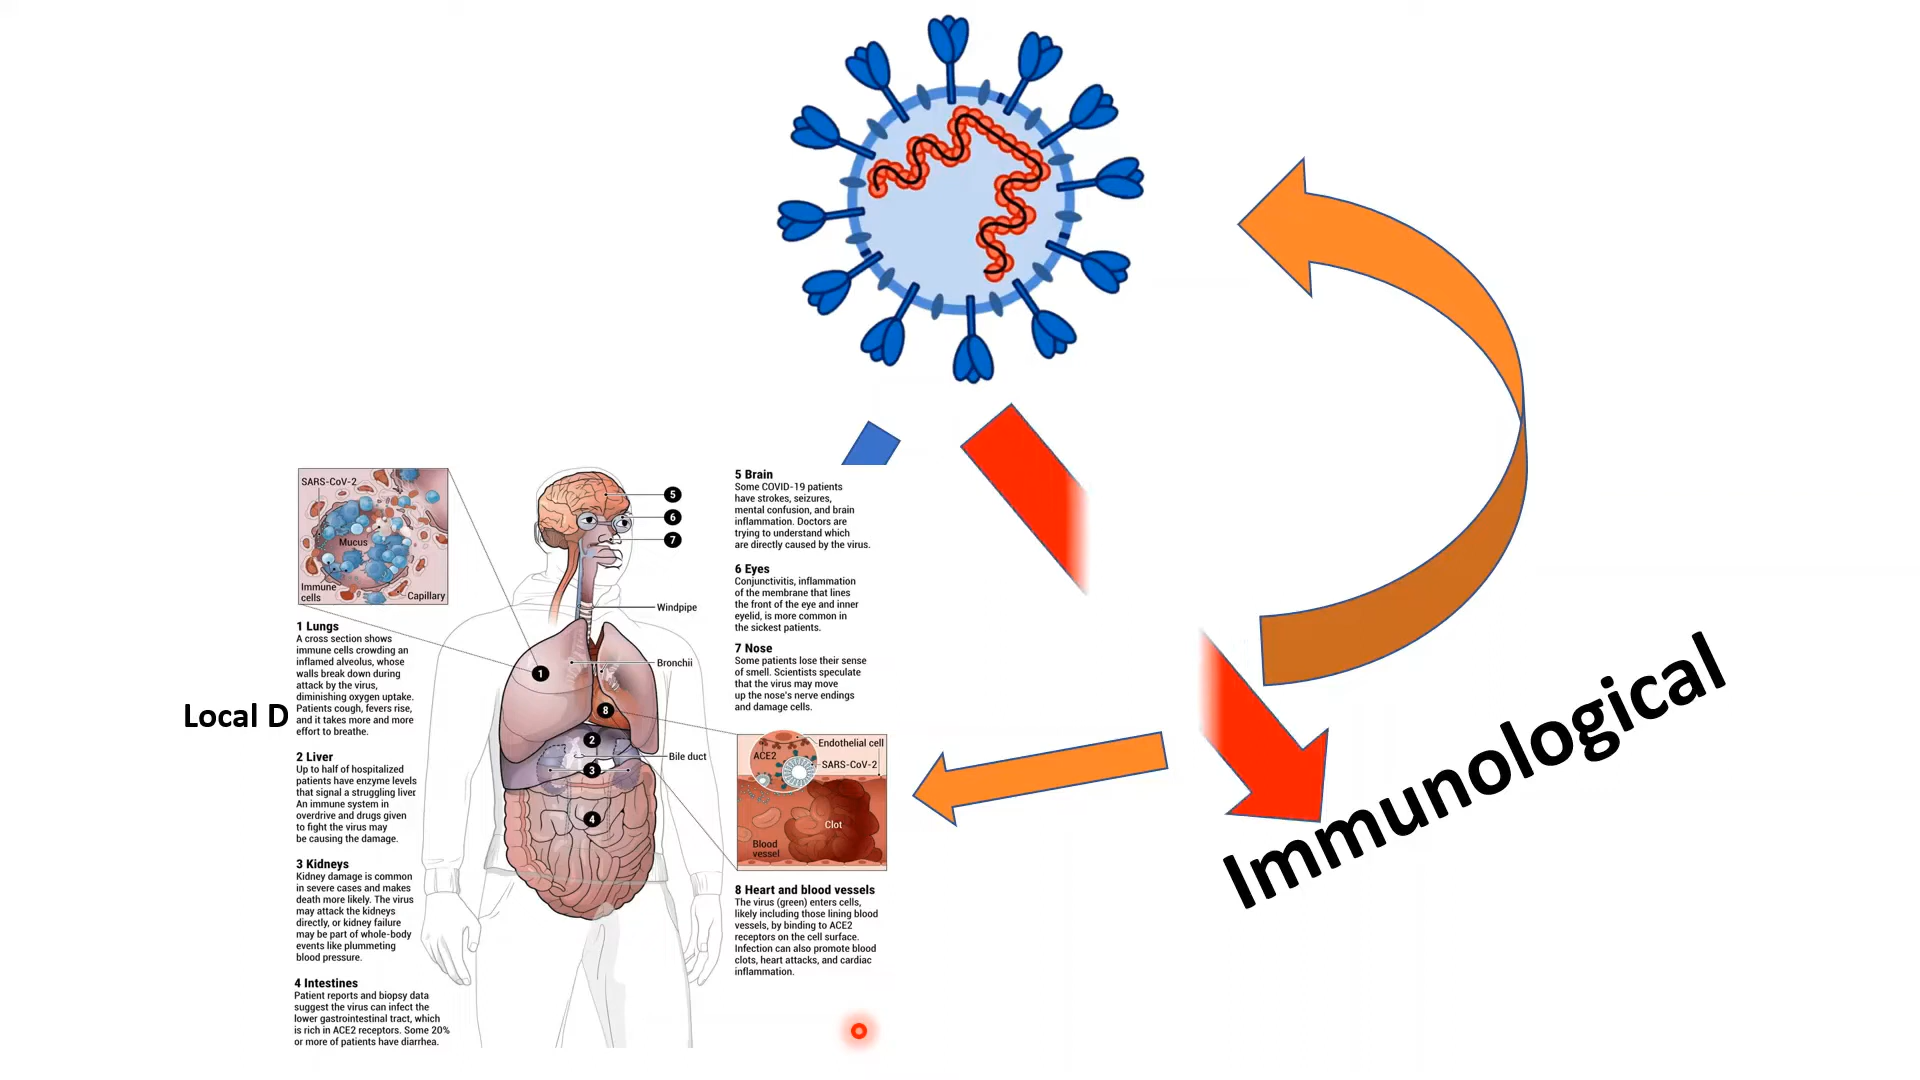 SARS-CoV-2
Mucus
Immune
cells
Capillary
1 Lungs
A cross section shows
immune cells crowding an
inflamed alveolus, whose
walls break down during
attack by the virus,
diminishing oxygen uptake.
Patients cough, fevers rise,
and it takes more and more
effort to breathe.
Local D
2 Liver
Up to half of hospitalized
patients have enzyme levels
that signal a struggling liver.
An immune system in
overdrive and drugs given
to fight the virus may
be causing the damage.
3 Kidneys
Kidney damage is common
in severe cases and makes
death more likely. The virus
may attack the kidneys
directly, or kidney failure
may be part of whole-body
events like plummeting
blood pressure.
4 Intestines
Patient reports and biopsy data
suggest the virus can infect the
lower gastrointestinal tract, which
is rich in ACE2 receptors. Some 20%
or more of patients have diarrhea.
5
6
7
Windpipe
Bronchii
1
8
2
Bile duct
3
4
5 Brain
Some COVID-19 patients
have strokes, seizures,
mental confusion, and brain
inflammation. Doctors are
trying to understand which
are directly caused by the virus.
6 Eyes
Conjunctivitis, inflammation
of the membrane that lines
the front of the eye and inner
eyelid, is more common in
the sickest patients.
7 Nose
Some patients lose their sense
of smell. Scientists speculate
that the virus may move
up the nose's nerve endings
and damage cells.
ACE2
Endothelial cell
SARS-CoV-2
Clot
Blood
vessel
8 Heart and blood vessels
The virus (green) enters cells,
likely including those lining blood
vessels, by binding to ACE2
receptors on the cell surface.
Infection can also promote blood
clots, heart attacks, and cardiac
inflammation.
Immunological